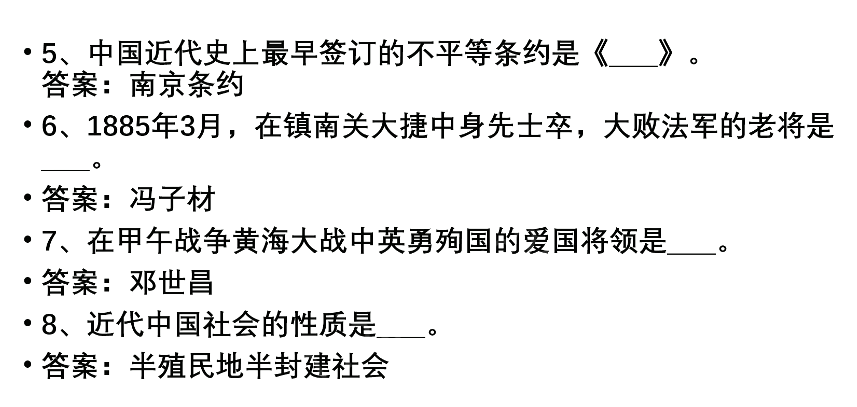 • 5、中国近代史上最早签订的不平等条约是《___》。
答案：南京条约
• 6、1885年3月，在镇南关大捷中身先士卒，大败法军的老将是
___。
• 答案：冯子材
• 7、在甲午战争黄海大战中英勇殉国的爱国将领是___。
• 答案：邓世昌
• 8、近代中国社会的性质是___。
• 答案：半殖民地半封建社会